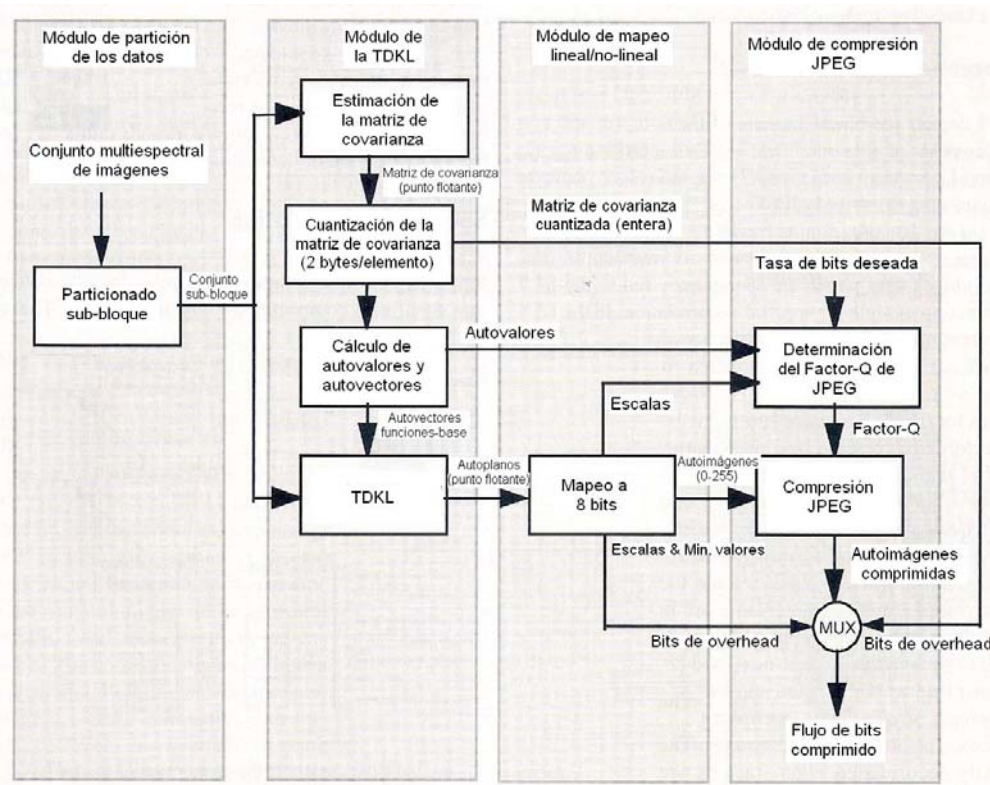 Módulo de partición
de los datos
Conjunto multiespectral
de imágenes
Particionado
sub-bloque
Conjunto
sub-bloque
Módulo de
la TDKL
Estimación de
la matriz de
covarianza
Matriz de covarianza
(punto flotante)
Cuantización de la
matriz de covarianza
(2 bytes/elemento)
Cálculo de
autovalores y
autovectores
Autovectores
funciones-base
TDKL
Autoplanos
(punto flotante)
Módulo de mapeo
lineal/no-lineal
Matriz de covarianza
cuantizada (entera)
Autovalores
Escalas
Mapeo a
8 bits
Autoimágenes
(0-255)
Escalas & Min. valores
Bits de overhead
Módulo de compresión
JPEG
Tasa de bits deseada
Determinación
del Factor-Q de
JPEG
Factor-Q
Compresión
JPEG
Autoimágenes
comprimidas
MUX
Bits de overhead
Flujo de bits
comprimido